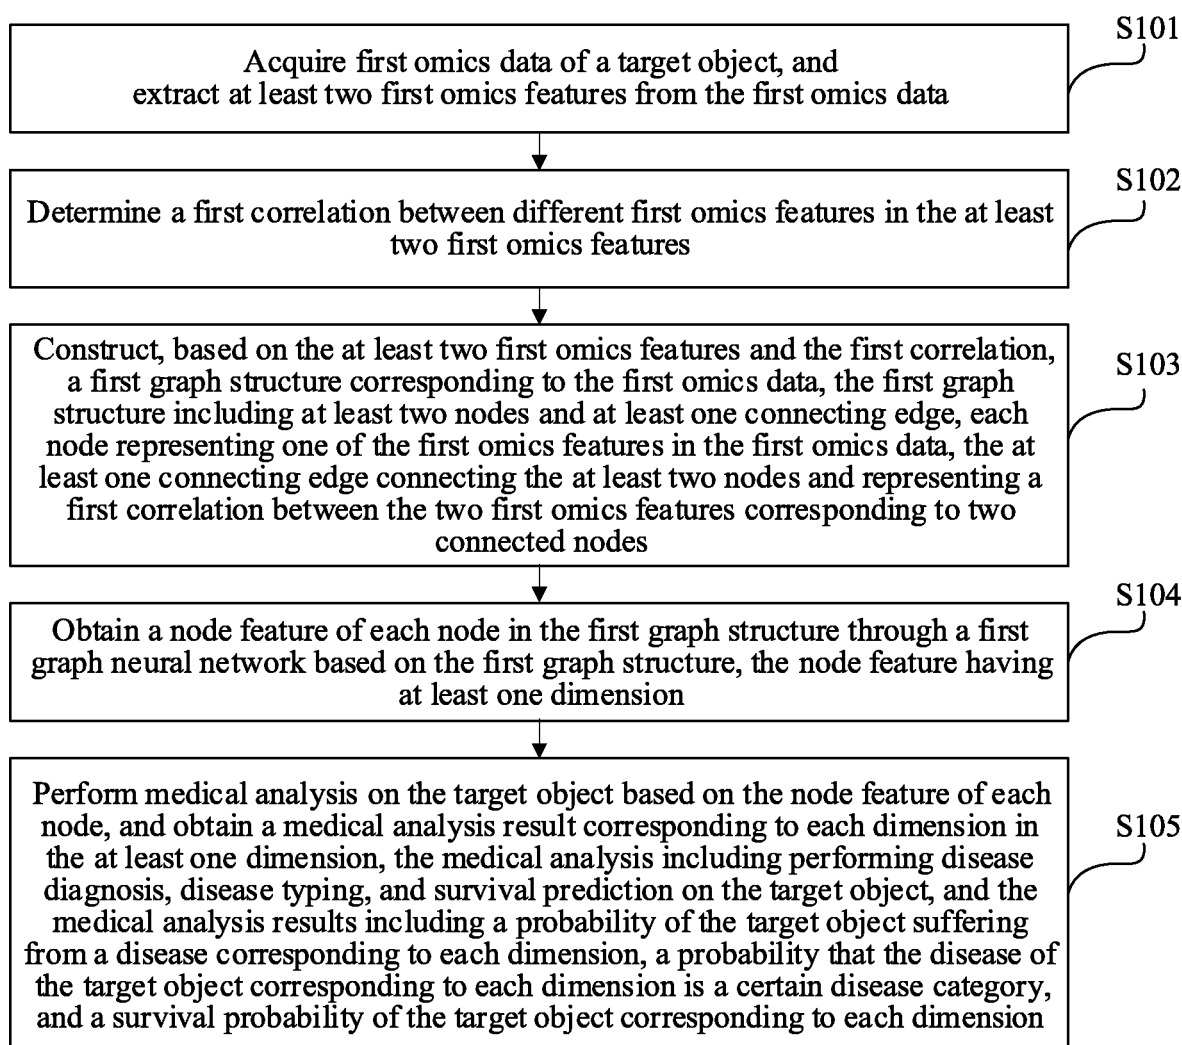 S101
Acquire first omics data of a target object, and
extract at least two first omics features from the first omics data
S102
Determine a first correlation between different first omics features in the at least
two first omics features
S103
Construct, based on the at least two first omics features and the first correlation,
a first graph structure corresponding to the first omics data, the first graph
structure including at least two nodes and at least one connecting edge, each
node representing one of the first omics features in the first omics data, the at
least one connecting edge connecting the at least two nodes and representing a
first correlation between the two first omics features corresponding to two
connected nodes
S104
Obtain a node feature of each node in the first graph structure through a first
graph neural network based on the first graph structure, the node feature having
at least one dimension
S105
Perform medical analysis on the target object based on the node feature of each
node, and obtain a medical analysis result corresponding to each dimension in
the at least one dimension, the medical analysis including performing disease
diagnosis, disease typing, and survival prediction on the target object, and the
medical analysis results including a probability of the target object suffering
from a disease corresponding to each dimension, a probability that the disease of
the target object corresponding to each dimension is a certain disease category,
and a survival probability of the target object corresponding to each dimension